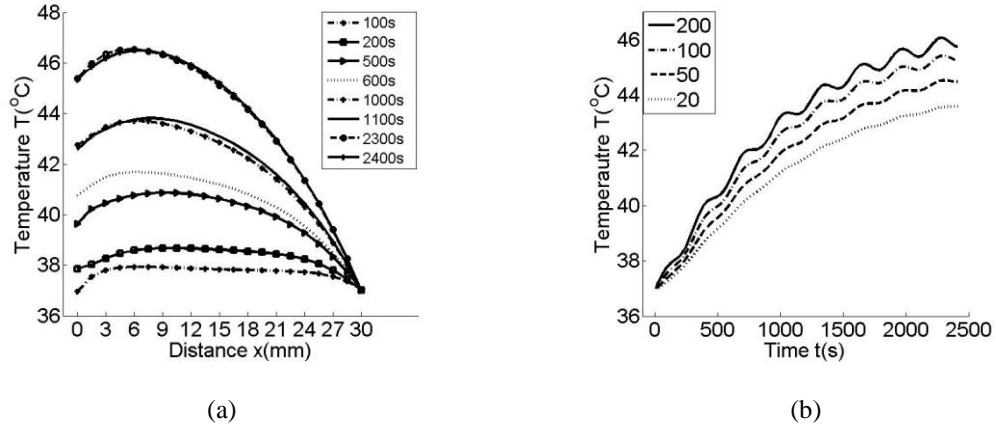 48
46
44
42
40
38
36
Temperature T(°C)
0 3 6 9 12 15 18 21 24 27 30
Distance x(mm)
100s
200s
500s
600s
1000s
1100s
2300s
2400s
(a)
46
44
42
40
38
36
Temperautre T(°C)
0 500 1000 1500 2000 2500
Time t(s)
200
100
50
20
(b)